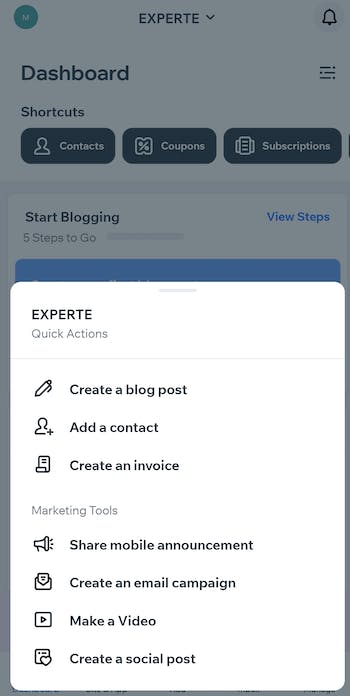 M
EXPERTE
Dashboard
Shortcuts
Contacts
Coupons
Subscriptions
Start Blogging
View Steps
5 Steps to Go
EXPERTE
Quick Actions
Create a blog post
Add a contact
Create an invoice
Marketing Tools
Share mobile announcement
Create an email campaign
Make a Video
Create a social post